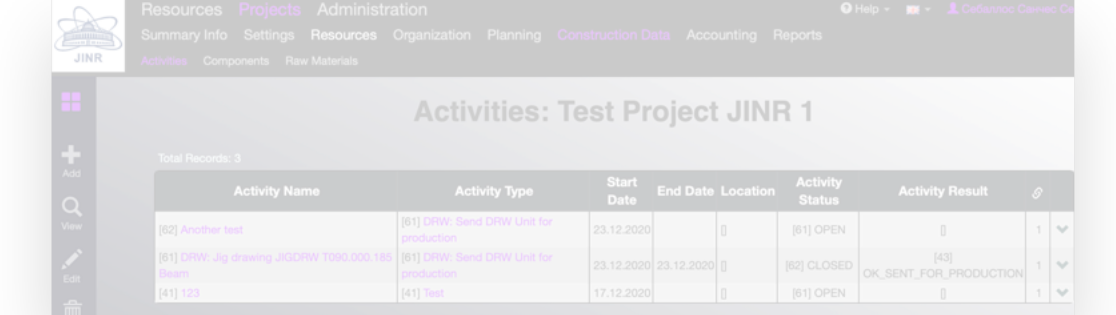 Resources Projects Administration
Help
Summary Info Settings Resources Organization Planning Construction Data Accounting Reports
JINR
Activities Components Raw Materials
Activities: Test Project JINR 1
Total Records: 3
Add
View
Edit
Activity Name Activity Type Start Date End Date Location Activity Status Activity Result
[62] Another test [61] DRW: Send DRW Unit for production 23.12.2020 [] [61] OPEN [] 1
[61] DRW: Jig drawing JIGDRW T090.000.185 Beam [61] DRW: Send DRW Unit for production 23.12.2020 23.12.2020 [] [62] CLOSED [43] OK_SENT_FOR_PRODUCTION 1
[41] 123 [41] Test 17.12.2020 [] [61] OPEN [] 1